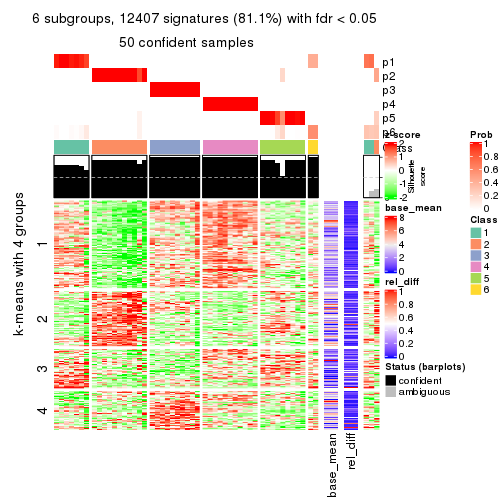 6 subgroups, 12407 signatures (81.1%) with fdr < 0.05
50 confident samples
p1
p2
p3
p4
p5
p6
Class
Silhouette
score
k-means with 4 groups
1
2
3
4
base_mean
rel_diff
z-score
2
1
0
-1
-2
base_mean
8
6
4
2
0
rel_diff
1
0.8
0.6
0.4
0.2
0
Status (barplots)
confident
ambiguous
Prob
1
0.8
0.6
0.4
0.2
0
Class
1
2
3
4
5
6